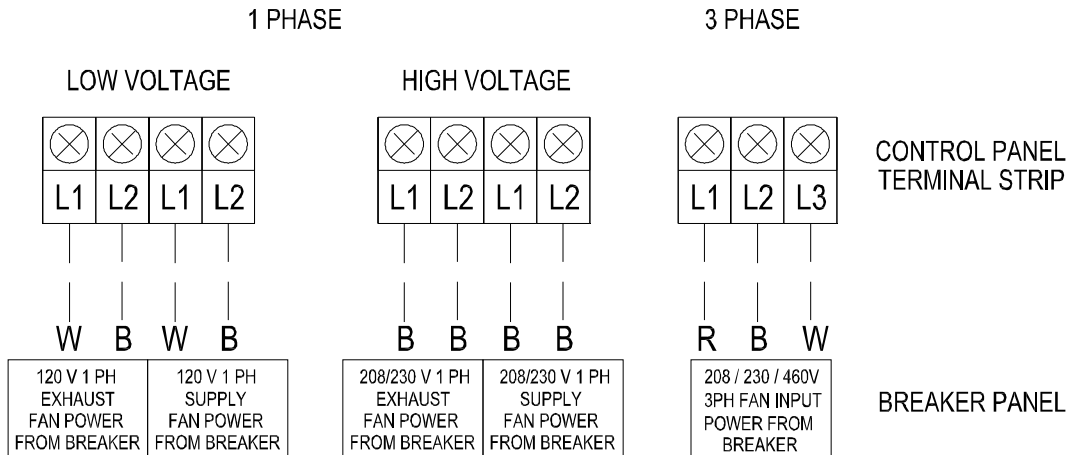 1 PHASE 3 PHASE
LOW VOLTAGE HIGH VOLTAGE
L1 L2 L1 L2 L1 L2 L1 L2 L1 L2 L3
CONTROL PANEL
TERMINAL STRIP
W B W B B B B B R B W
120 V 1 PH
EXHAUST
FAN POWER
FROM BREAKER
120 V 1 PH
SUPPLY
FAN POWER
FROM BREAKER
208/230 V 1 PH
EXHAUST
FAN POWER
FROM BREAKER
208/230 V 1 PH
SUPPLY
FAN POWER
FROM BREAKER
208 / 230 / 460V
3PH FAN INPUT
POWER FROM
BREAKER
BREAKER PANEL